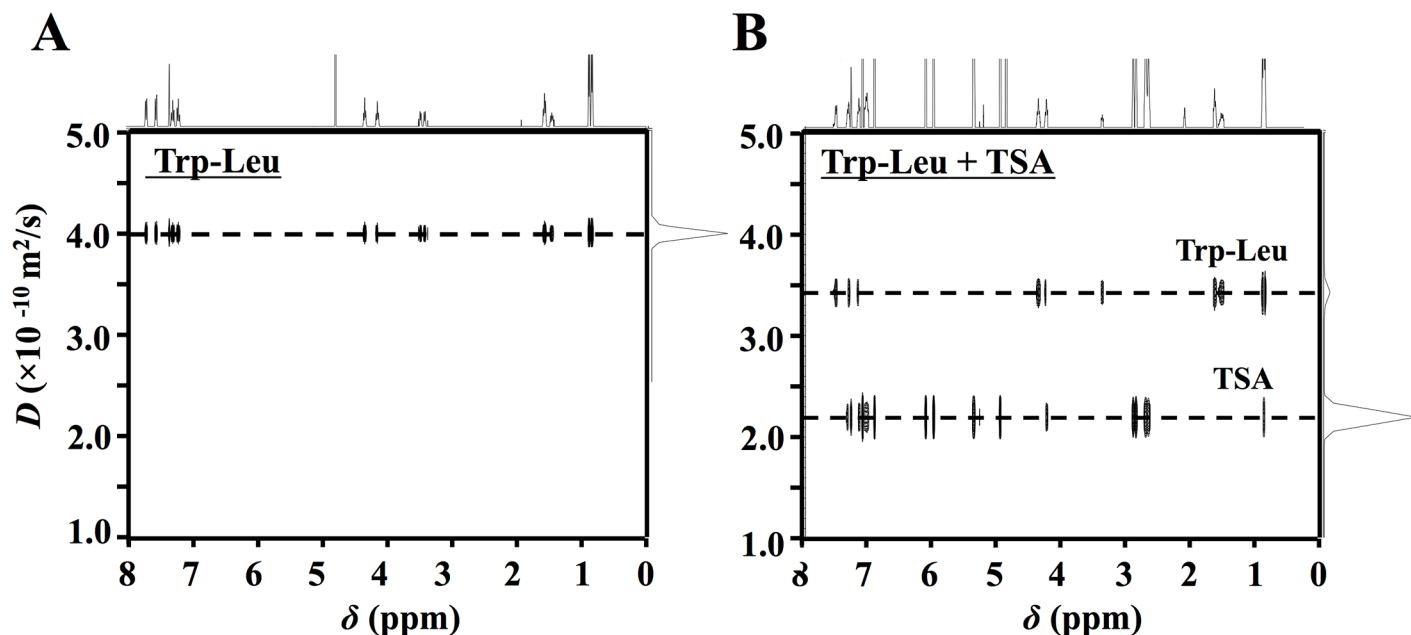 A
5.0
Trp-Leu
4.0
3.0
2.0
1.0
D (×10 -10 m2/s)
8 7 6 5 4 3 2 1 0
δ (ppm)
B
5.0
Trp-Leu + TSA
4.0
Trp-Leu
3.0
TSA
2.0
1.0
8 7 6 5 4 3 2 1 0
δ (ppm)